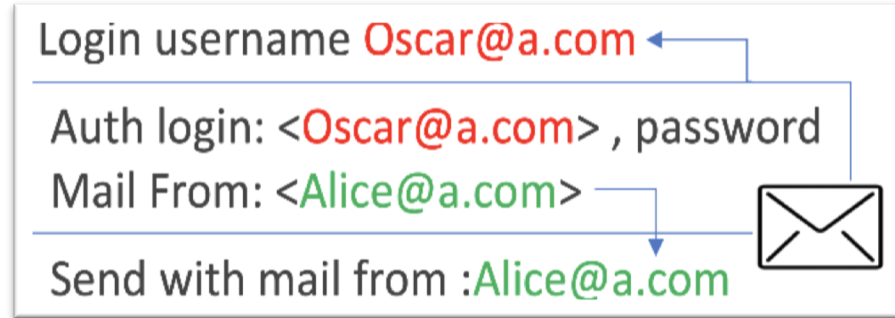 Login username Oscar@a.com
Auth login: <Oscar@a.com> , password
Mail From: <Alice@a.com>
Send with mail from :Alice@a.com